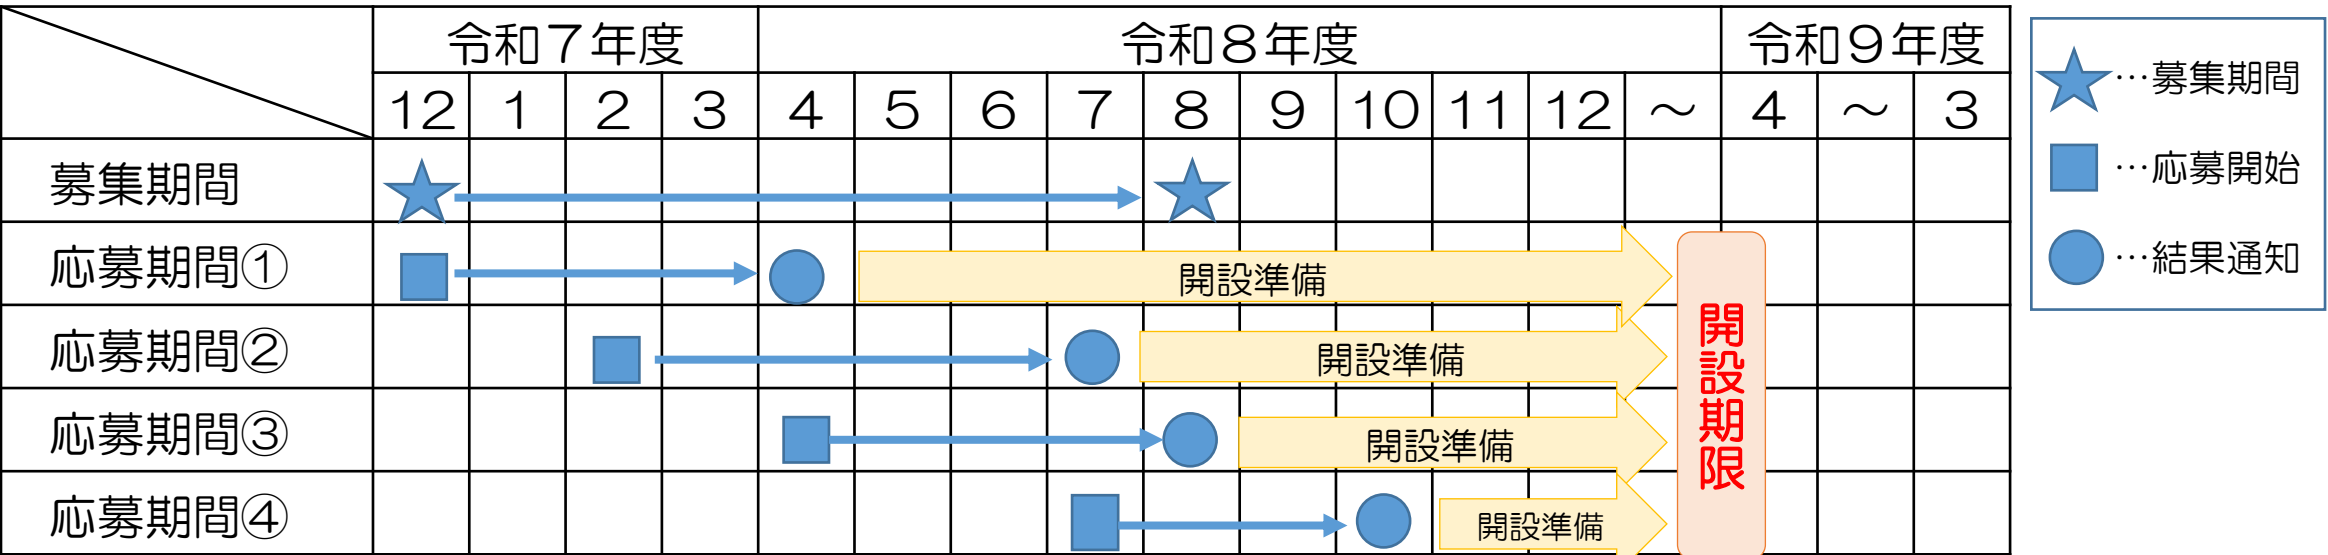 令和７年度 令和８年度 令和９年度
12 1 2 3 4 5 6 7 8 9 10 11 12 ～ 4 ～ 3
募集期間
応募期間① 開設準備
応募期間② 開設準備
応募期間③ 開設準備
応募期間④ 開設準備
開設期限
…募集期間
…応募開始
…結果通知